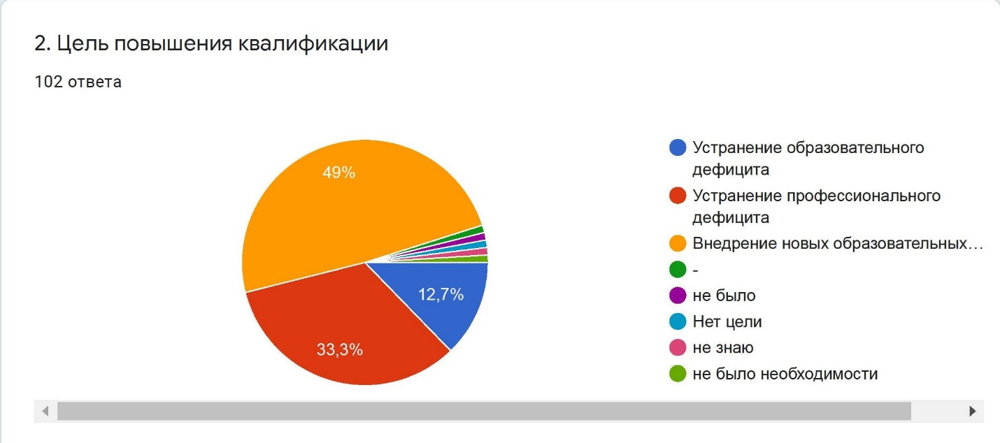 2. Цель повышения квалификации
102 ответа
49%
12,7%
33,3%
Устранение образовательного
дефицита
Устранение профессионального
дефицита
Внедрение новых образовательных…
-
не было
Нет цели
не знаю
не было необходимости